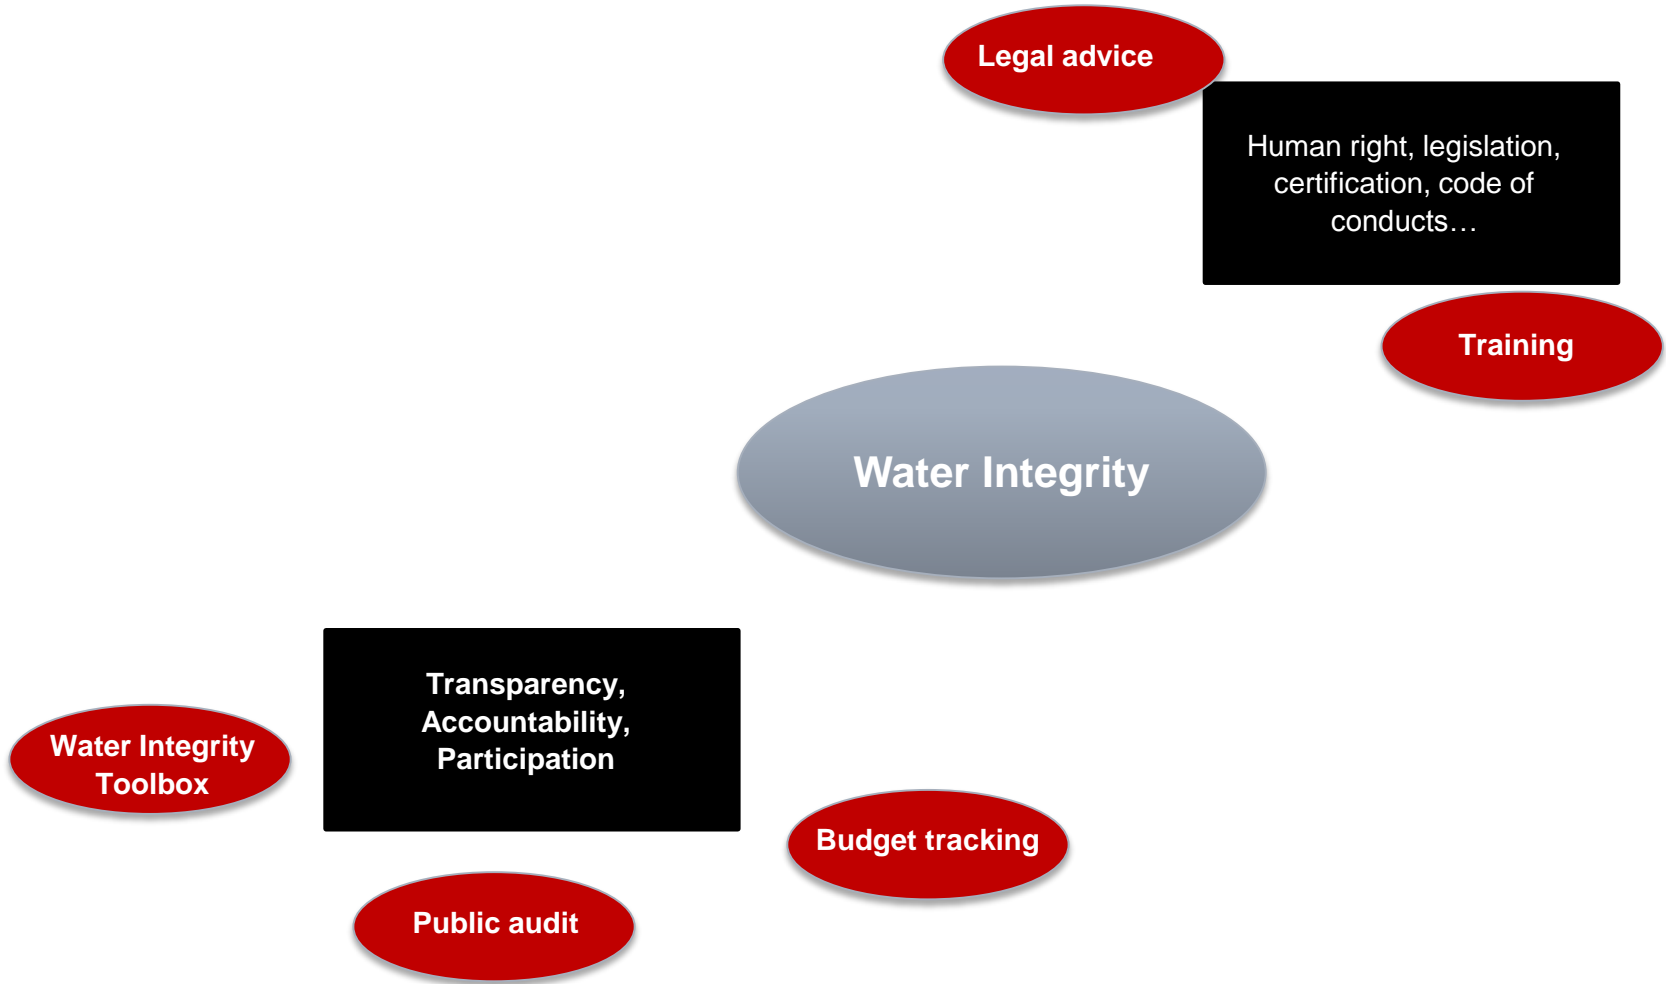 Legal advice
Human right, legislation,
certification, code of
conducts…
Training
Water Integrity
Transparency,
Accountability,
Participation
Water Integrity
Toolbox
Budget tracking
Public audit